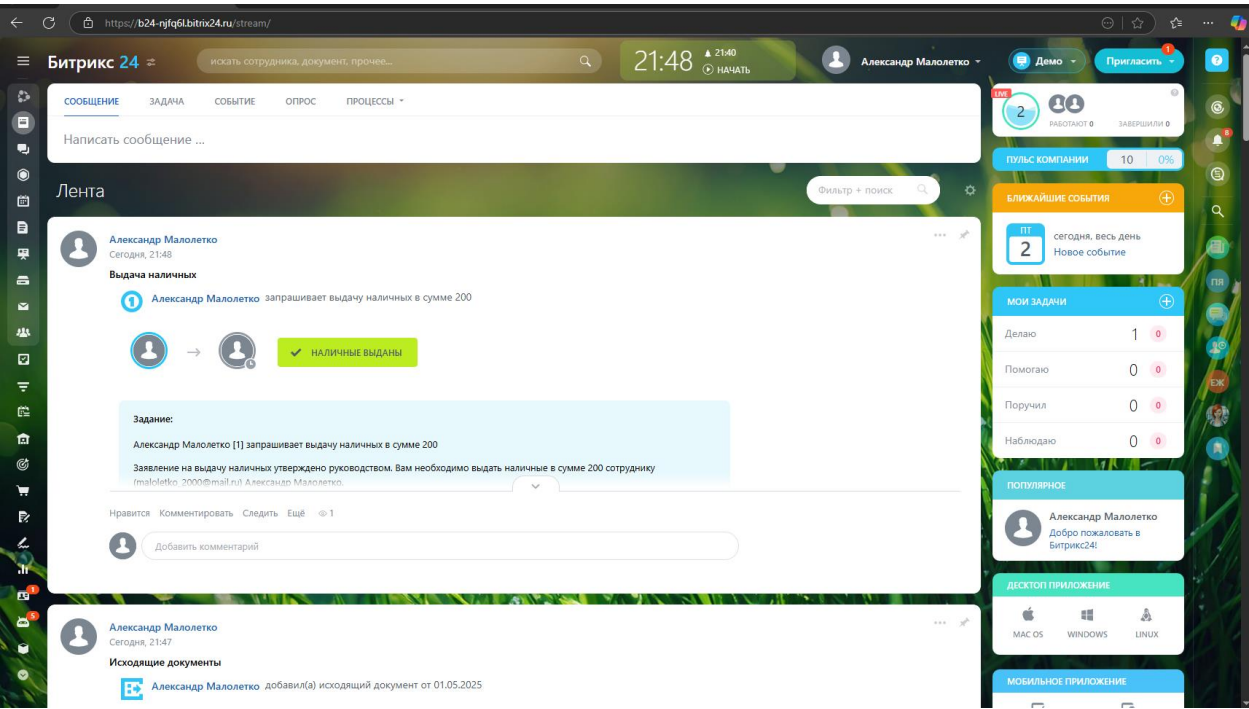 https://b24-njfq6l.bitrix24.ru/stream/
Битрикс 24
искать сотрудника, документ, прочее...
21:48
21:40
НАЧАТЬ
Александр Малолетко
Демо
Пригласить
1
СООБЩЕНИЕ ЗАДАЧА СОБЫТИЕ ОПРОС ПРОЦЕССЫ
Написать сообщение ...
Лента
Фильтр + поиск
Александр Малолетко
Сегодня, 21:48
Выдача наличных
Александр Малолетко запрашивает выдачу наличных в сумме 200
НАЛИЧНЫЕ ВЫДАНЫ
Задание:
Александр Малолетко [1] запрашивает выдачу наличных в сумме 200
Заявление на выдачу наличных утверждено руководством. Вам необходимо выдать наличные в сумме 200 сотруднику
(maloletko_2000@mail.ru) Александр Малолетко.
Нравится Комментировать Следить Ещё 1
Добавить комментарий
Александр Малолетко
Сегодня, 21:47
Исходящие документы
Александр Малолетко добавил(а) исходящий документ от 01.05.2025
LIVE
2
РАБОТАЮТ 0 ЗАВЕРШИЛИ 0
ПУЛЬС КОМПАНИИ 10 0%
БЛИЖАЙШИЕ СОБЫТИЯ
ПТ
2
сегодня, весь день
Новое событие
МОИ ЗАДАЧИ
Делаю 1 0
Помогаю 0 0
Поручил 0 0
Наблюдаю 0 0
ПОПУЛЯРНОЕ
Александр Малолетко
Добро пожаловать в
Битрикс24!
ДЕСКТОП ПРИЛОЖЕНИЕ
MAC OS WINDOWS LINUX
МОБИЛЬНОЕ ПРИЛОЖЕНИЕ
8
ПЯ
ЕЖ
1
5